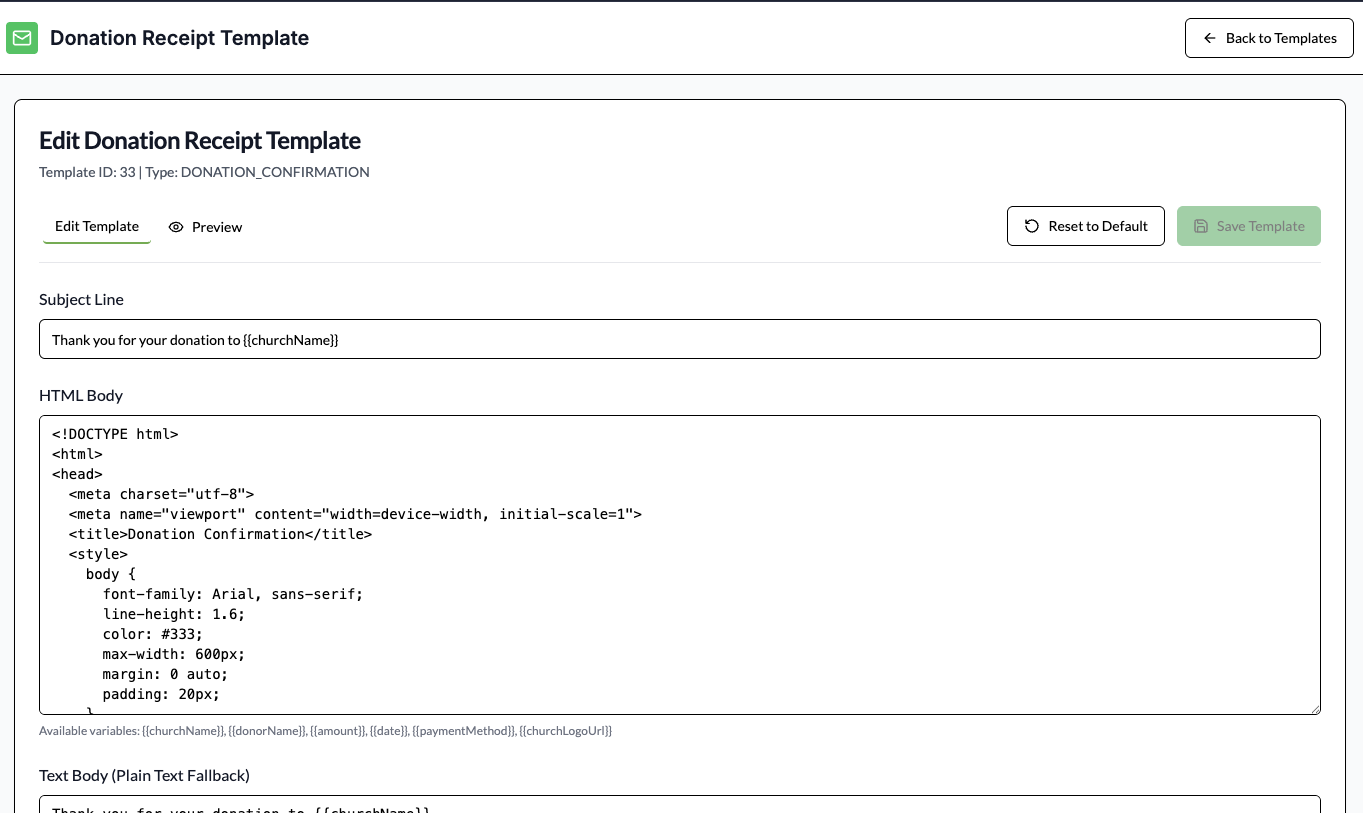 Donation Receipt Template
Back to Templates
Edit Donation Receipt Template
Template ID: 33 | Type: DONATION_CONFIRMATION
Edit Template
Preview
Reset to Default
Save Template
Subject Line
Thank you for your donation to {{churchName}}
HTML Body
<!DOCTYPE html>
<html>
<head>
  <meta charset="utf-8">
  <meta name="viewport" content="width=device-width, initial-scale=1">
  <title>Donation Confirmation</title>
  <style>
    body {
      font-family: Arial, sans-serif;
      line-height: 1.6;
      color: #333;
      max-width: 600px;
      margin: 0 auto;
      padding: 20px;
    }
Available variables: {{churchName}}, {{donorName}}, {{amount}}, {{date}}, {{paymentMethod}}, {{churchLogoUrl}}
Text Body (Plain Text Fallback)
Thank you for your donation to {{churchName}}